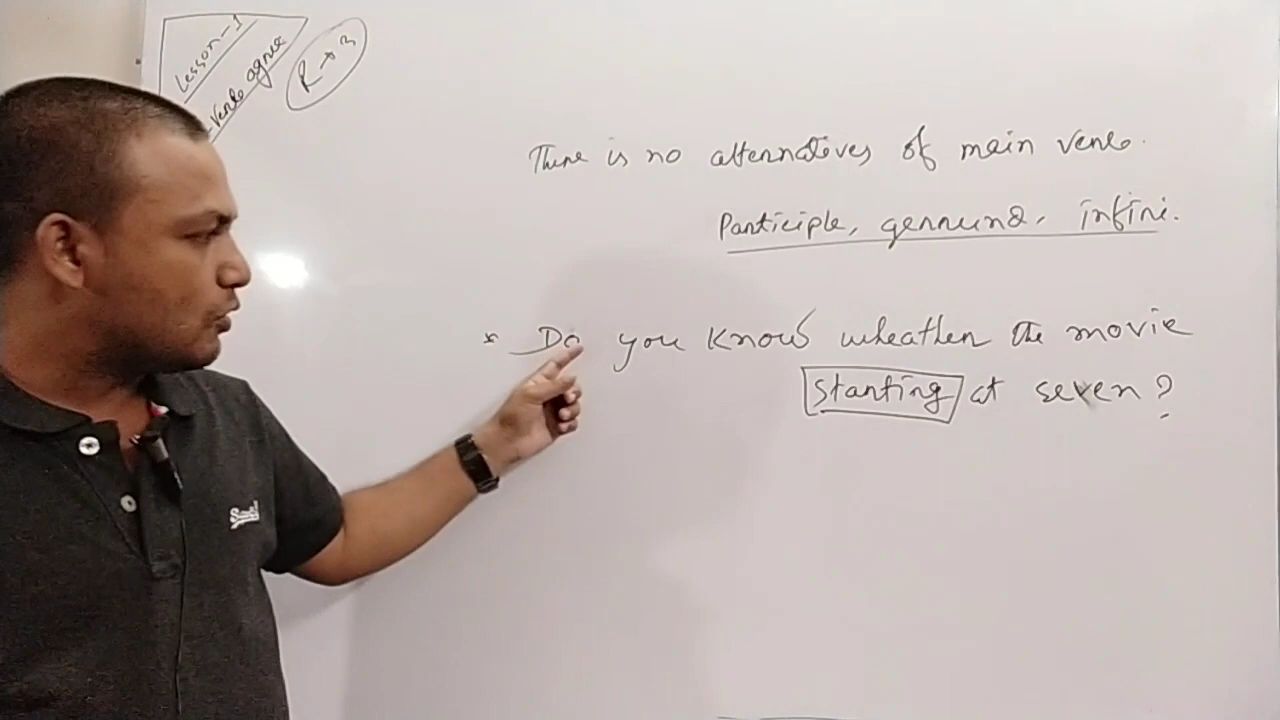 Lesson-1
-Verb agree
R→3
There is no alternatives of main verb.
Participle, gerrund, infini.
* Do you know wheather the movie
starting at seven?